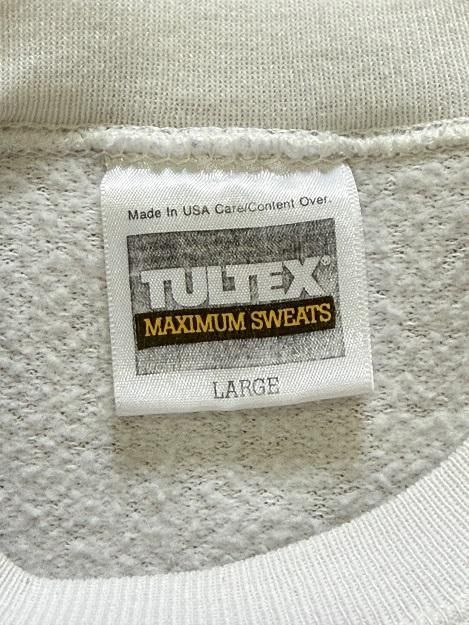 Made In USA Care/Content Over.
TULTEX®
MAXIMUM SWEATS
LARGE